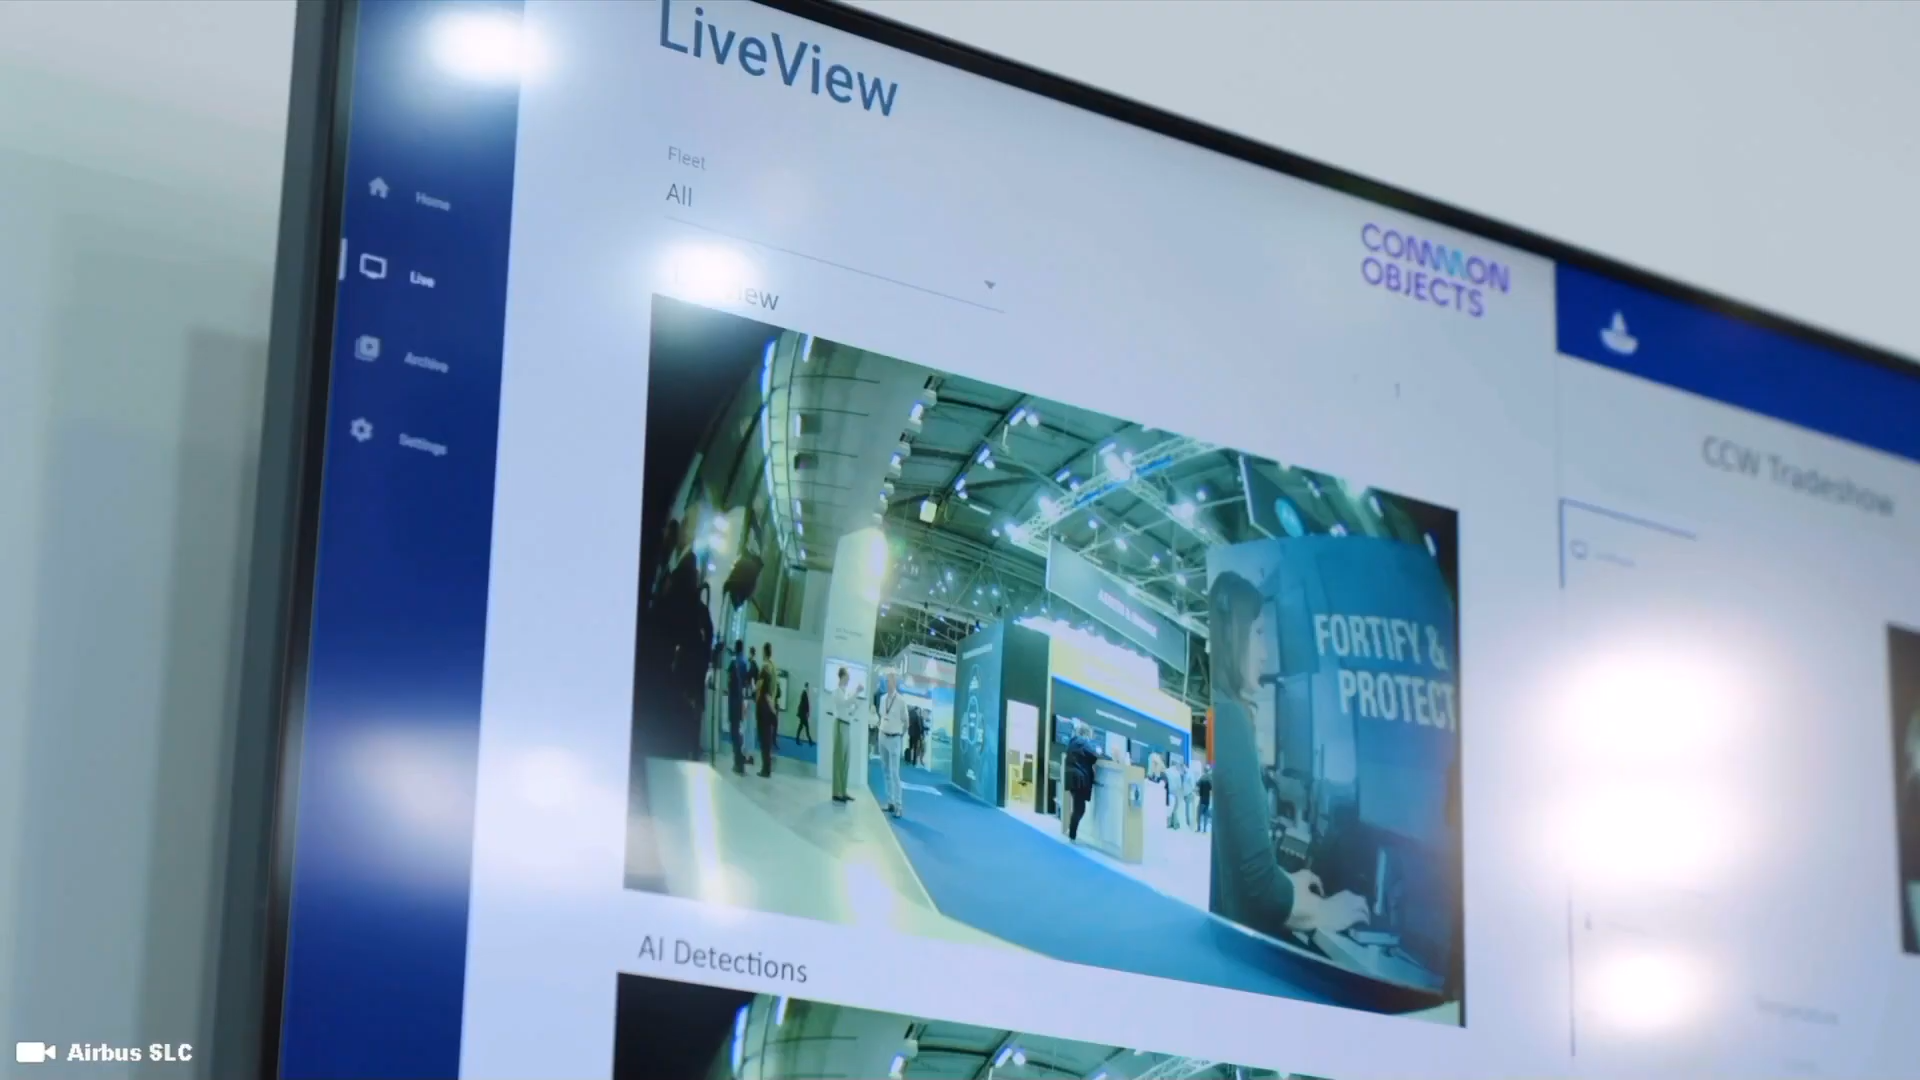 LiveView
Fleet
All
COMMON
OBJECTS
Home
Live
Archive
Settings
CCW Tradeshow
FORTIFY &
PROTECT
AI Detections
Airbus SLC